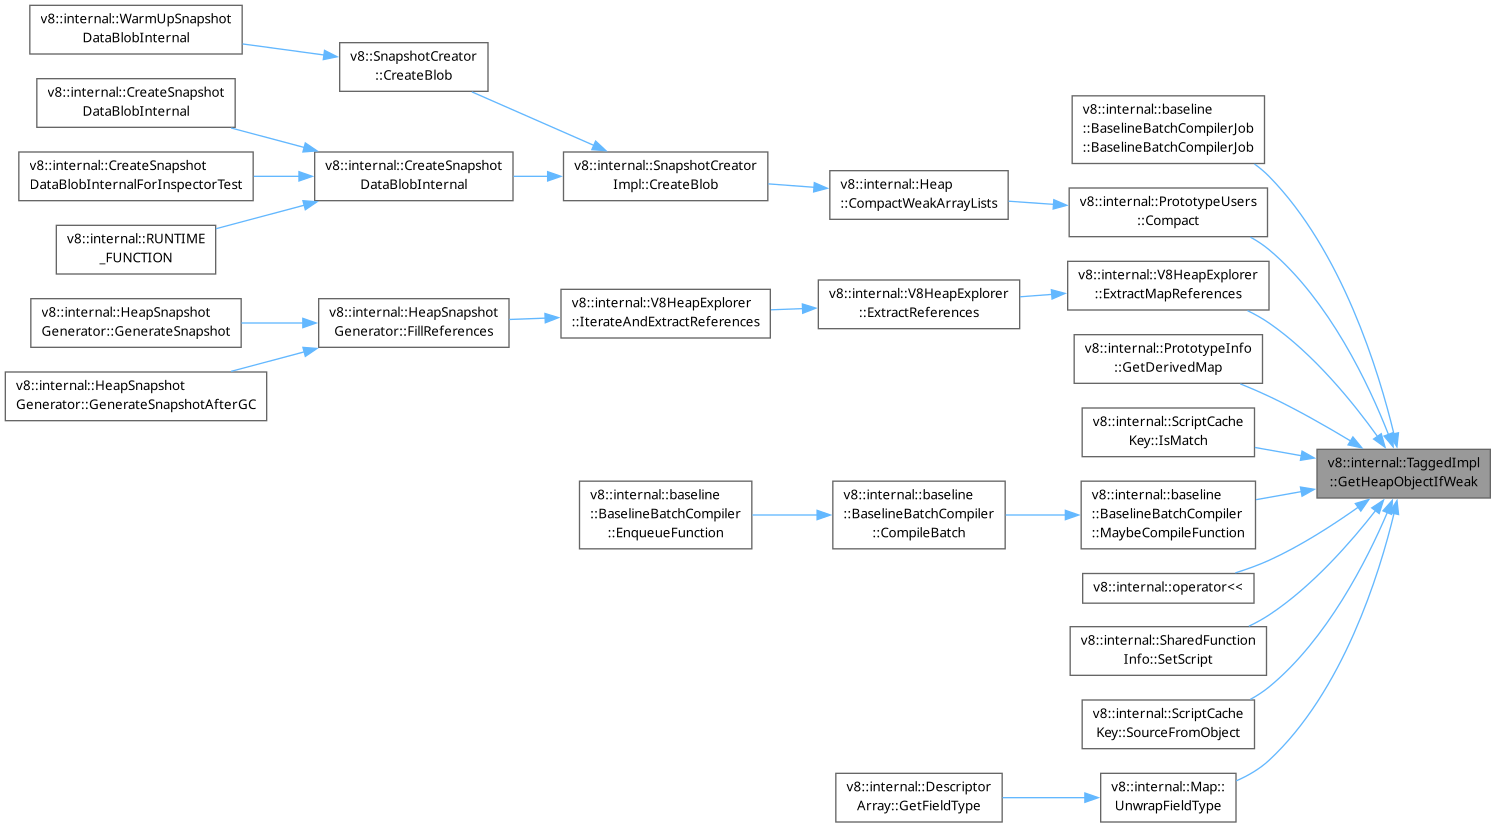 v8::internal::WarmUpSnapshot
DataBlobInternal
v8::SnapshotCreator
::CreateBlob
v8::internal::CreateSnapshot
DataBlobInternal
v8::internal::CreateSnapshot
DataBlobInternalForInspectorTest
v8::internal::RUNTIME
_FUNCTION
v8::internal::CreateSnapshot
DataBlobInternal
v8::internal::SnapshotCreator
Impl::CreateBlob
v8::internal::Heap
::CompactWeakArrayLists
v8::internal::baseline
::BaselineBatchCompilerJob
::BaselineBatchCompilerJob
v8::internal::PrototypeUsers
::Compact
v8::internal::HeapSnapshot
Generator::GenerateSnapshot
v8::internal::HeapSnapshot
Generator::GenerateSnapshotAfterGC
v8::internal::HeapSnapshot
Generator::FillReferences
v8::internal::V8HeapExplorer
::IterateAndExtractReferences
v8::internal::V8HeapExplorer
::ExtractReferences
v8::internal::V8HeapExplorer
::ExtractMapReferences
v8::internal::PrototypeInfo
::GetDerivedMap
v8::internal::ScriptCache
Key::IsMatch
v8::internal::TaggedImpl
::GetHeapObjectIfWeak
v8::internal::baseline
::BaselineBatchCompiler
::EnqueueFunction
v8::internal::baseline
::BaselineBatchCompiler
::CompileBatch
v8::internal::baseline
::BaselineBatchCompiler
::MaybeCompileFunction
v8::internal::operator<<
v8::internal::SharedFunction
Info::SetScript
v8::internal::ScriptCache
Key::SourceFromObject
v8::internal::Descriptor
Array::GetFieldType
v8::internal::Map::
UnwrapFieldType